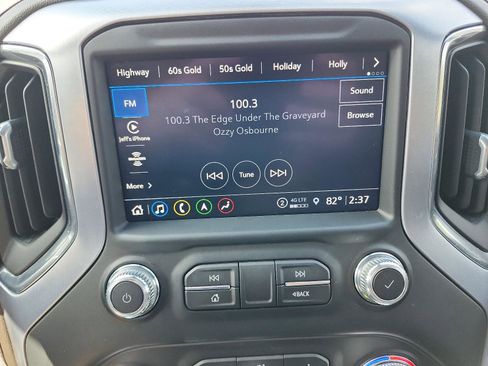 Highway 60s Gold 50s Gold Holiday Holly
FM
Sound
100.3
100.3 The Edge Under The Graveyard
Ozzy Osbourne
Browse
Jeff's iPhone
Tune
More
2 4G LTE 82° 2:37
BACK